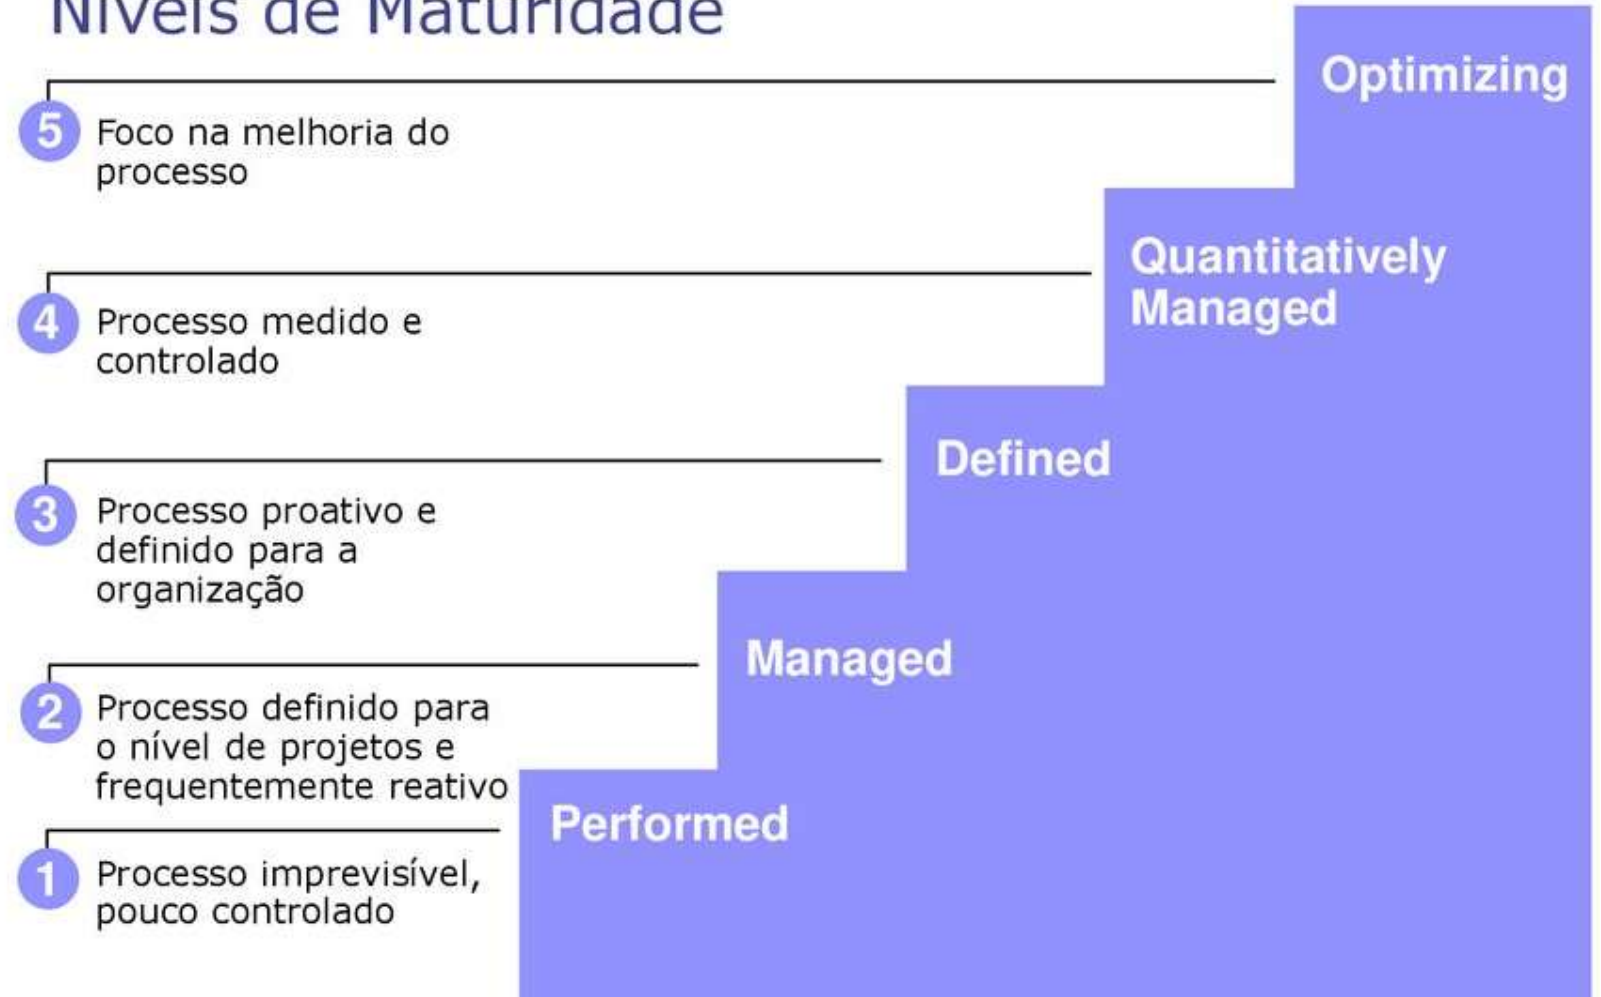 Níveis de Maturidade
Optimizing
5
Foco na melhoria do
processo
Quantitatively
Managed
4
Processo medido e
controlado
Defined
3
Processo proativo e
definido para a
organização
Managed
2
Processo definido para
o nível de projetos e
frequentemente reativo
Performed
1
Processo imprevisível,
pouco controlado